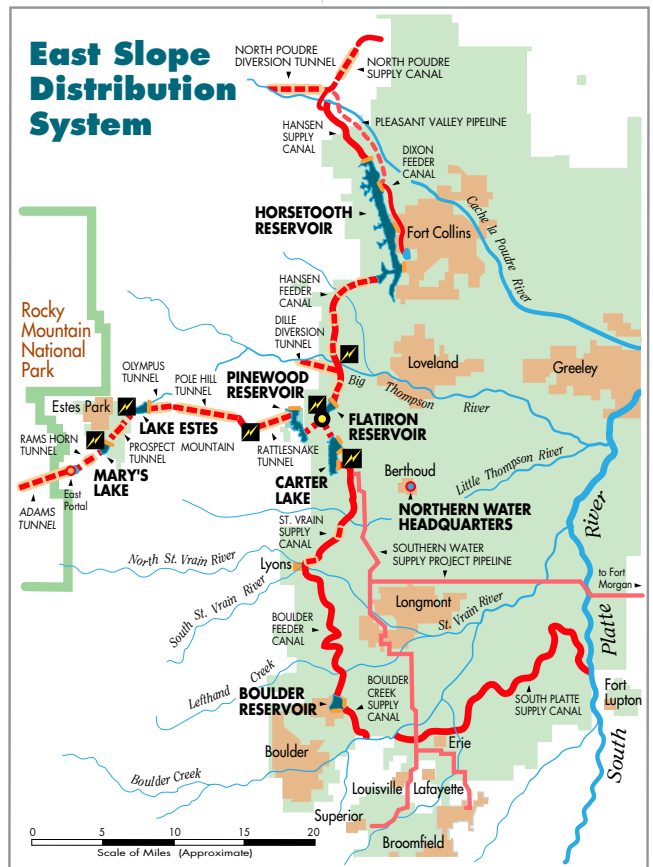 East Slope
Distribution
System
NORTH POUDRE
DIVERSION TUNNEL
NORTH POUDRE
SUPPLY CANAL
HANSEN
SUPPLY
CANAL
PLEASANT VALLEY PIPELINE
DIXON
FEEDER
CANAL
HORSETOOTH
RESERVOIR
Fort Collins
Cache la Poudre River
HANSEN
FEEDER
CANAL
DILLE
DIVERSION
TUNNEL
Rocky
Mountain
National
Park
Loveland
Greeley
OLYMPUS
TUNNEL
POLE HILL
TUNNEL
PINEWOOD
RESERVOIR
Big Thompson River
Estes Park
LAKE ESTES
FLATIRON
RESERVOIR
RAMS HORN
TUNNEL
PROSPECT MOUNTAIN
RATTLESNAKE
TUNNEL
MARY'S
LAKE
CARTER
LAKE
Berthoud
Little Thompson River
East
Portal
ADAMS
TUNNEL
NORTHERN WATER
HEADQUARTERS
ST. VRAIN
SUPPLY
CANAL
North St. Vrain River
SOUTHERN WATER
SUPPLY PROJECT PIPELINE
Lyons
to Fort
Morgan
South St. Vrain River
Longmont
St. Vrain River
BOULDER
FEEDER
CANAL
Lefthand Creek
BOULDER
RESERVOIR
BOULDER
CREEK
SUPPLY
CANAL
SOUTH PLATTE
SUPPLY CANAL
Fort
Lupton
South Platte River
Boulder
Erie
Boulder Creek
Louisville
Lafayette
Superior
Broomfield
0 5 10 15 20
Scale of Miles (Approximate)